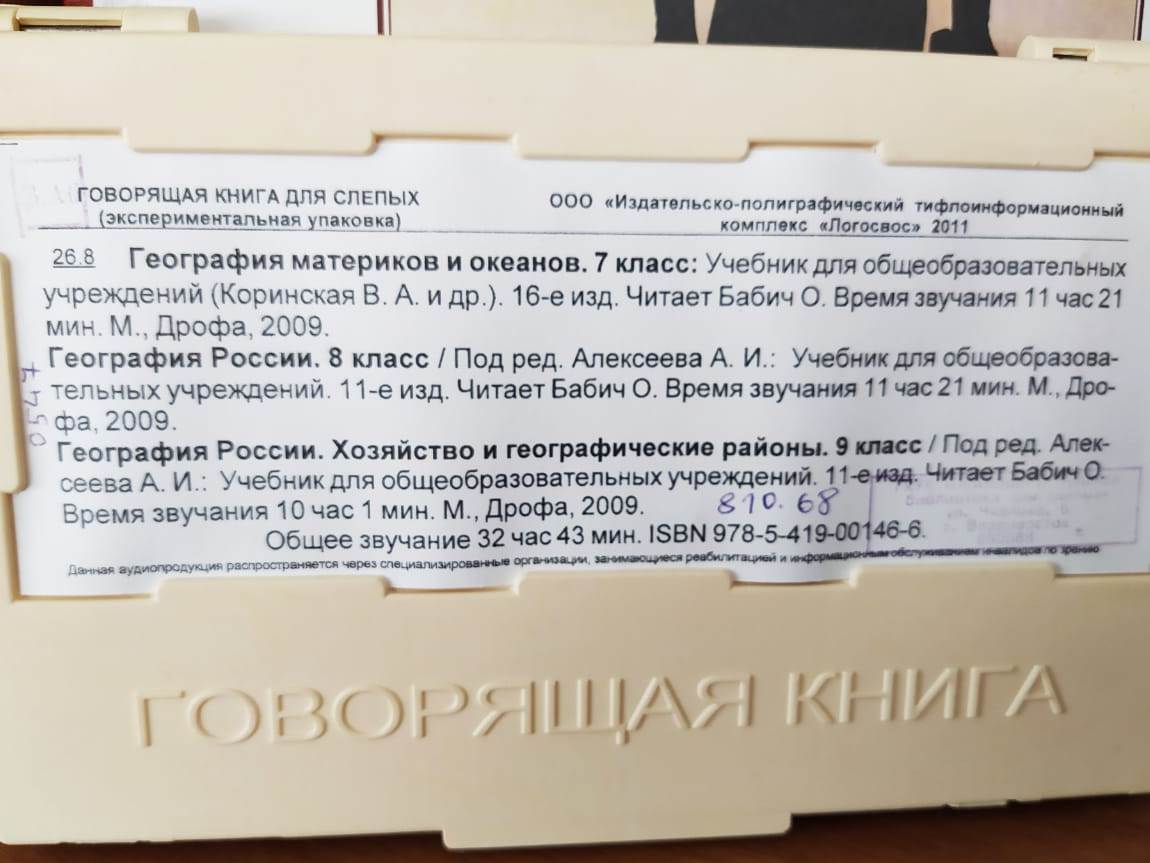 ГОВОРЯЩАЯ КНИГА ДЛЯ СЛЕПЫХ
(экспериментальная упаковка)
ООО «Издательско-полиграфический тифлоинформационный
комплекс «Логосвос» 2011
26.8 География материков и океанов. 7 класс: Учебник для общеобразовательных
учреждений (Коринская В. А. и др.). 16-е изд. Читает Бабич О. Время звучания 11 час 21
мин. М., Дрофа, 2009.
География России. 8 класс / Под ред. Алексеева А. И.: Учебник для общеобразова-
тельных учреждений. 11-е изд. Читает Бабич О. Время звучания 11 час 21 мин. М., Дро-
фа, 2009.
География России. Хозяйство и географические районы. 9 класс / Под ред. Алек-
сеева А. И.: Учебник для общеобразовательных учреждений. 11-е изд. Читает Бабич О.
Время звучания 10 час 1 мин. М., Дрофа, 2009. 810.68
Общее звучание 32 час 43 мин. ISBN 978-5-419-00146-6.
Данная аудиопродукция распространяется через специализированные организации, занимающиеся реабилитацией и информационным обслуживанием инвалидов по зрению
0547
ГОВОРЯЩАЯ КНИГА